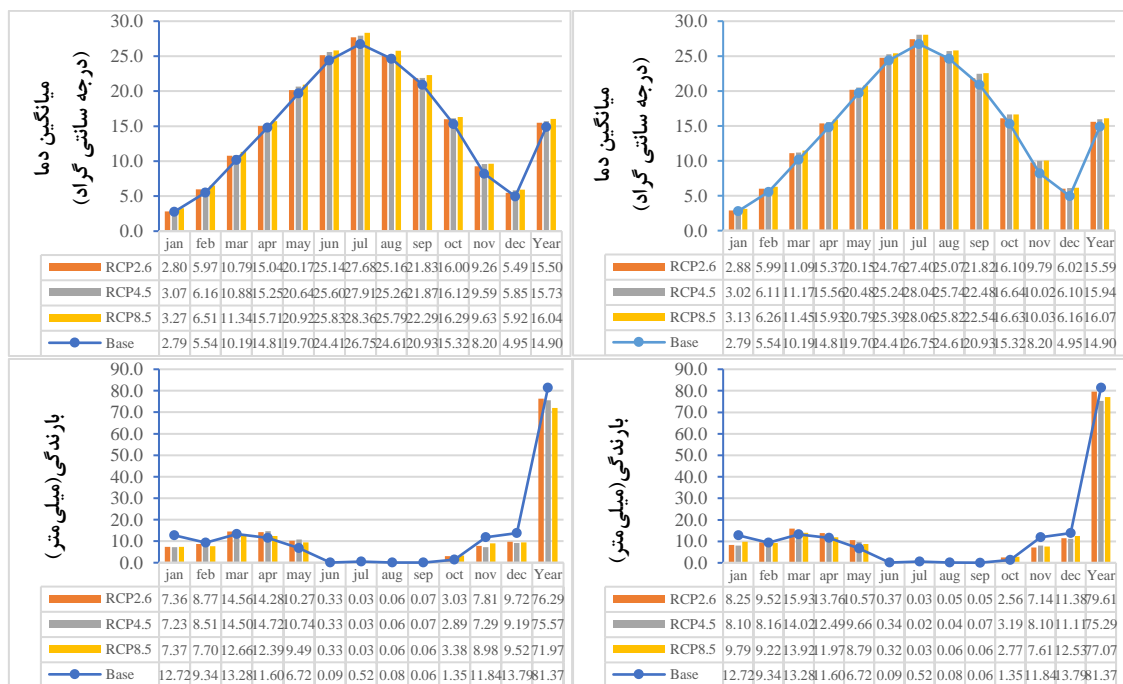 30.0
25.0
20.0
15.0
10.0
5.0
0.0
میانگین دما
(درجه سانتی گراد)
jan feb mar apr may jun jul aug sep oct nov dec Year
RCP2.6 2.80 5.97 10.79 15.04 20.17 25.14 27.68 25.16 21.83 16.00 9.26 5.49 15.50
RCP4.5 3.07 6.16 10.88 15.25 20.64 25.60 27.91 25.26 21.87 16.12 9.59 5.85 15.73
RCP8.5 3.27 6.51 11.34 15.71 20.92 25.83 28.36 25.79 22.29 16.29 9.63 5.92 16.04
Base 2.79 5.54 10.19 14.81 19.70 24.41 26.75 24.61 20.93 15.32 8.20 4.95 14.90
30.0
25.0
20.0
15.0
10.0
5.0
0.0
میانگین دما
(درجه سانتی گراد)
jan feb mar apr may jun jul aug sep oct nov dec Year
RCP2.6 2.88 5.99 11.09 15.37 20.15 24.76 27.40 25.07 21.82 16.10 9.79 6.02 15.59
RCP4.5 3.02 6.11 11.17 15.56 20.48 25.24 28.04 25.74 22.48 16.64 10.02 6.10 15.94
RCP8.5 3.13 6.26 11.45 15.93 20.79 25.39 28.06 25.82 22.54 16.63 10.03 6.16 16.07
Base 2.79 5.54 10.19 14.81 19.70 24.41 26.75 24.61 20.93 15.32 8.20 4.95 14.90
90.0
80.0
70.0
60.0
50.0
40.0
30.0
20.0
10.0
0.0
بارندگی(میلی‌متر)
jan feb mar apr may jun jul aug sep oct nov dec Year
RCP2.6 7.36 8.77 14.56 14.28 10.27 0.33 0.03 0.06 0.07 3.03 7.81 9.72 76.29
RCP4.5 7.23 8.51 14.50 14.72 10.74 0.33 0.03 0.06 0.07 2.89 7.29 9.19 75.57
RCP8.5 7.37 7.70 12.66 12.39 9.49 0.33 0.03 0.06 0.06 3.38 8.98 9.52 71.97
Base 12.72 9.34 13.28 11.60 6.72 0.09 0.52 0.08 0.06 1.35 11.84 13.79 81.37
90.0
80.0
70.0
60.0
50.0
40.0
30.0
20.0
10.0
0.0
بارندگی(میلی‌متر)
jan feb mar apr may jun jul aug sep oct nov dec Year
RCP2.6 8.25 9.52 15.93 13.76 10.57 0.37 0.03 0.05 0.05 2.56 7.14 11.38 79.61
RCP4.5 8.10 8.16 14.02 12.49 9.66 0.34 0.02 0.04 0.07 3.19 8.10 11.11 75.29
RCP8.5 9.79 9.22 13.92 11.97 8.79 0.32 0.03 0.06 0.06 2.77 7.61 12.53 77.07
Base 12.72 9.34 13.28 11.60 6.72 0.09 0.52 0.08 0.06 1.35 11.84 13.79 81.37